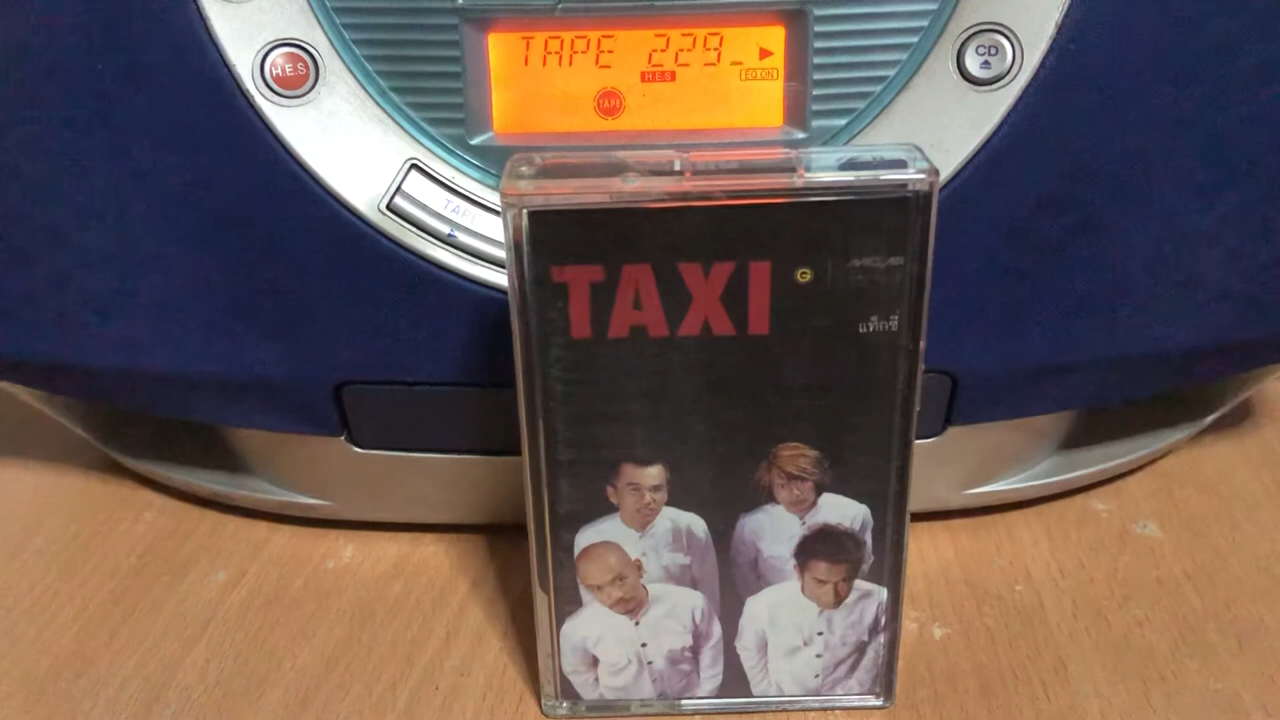 TAPE 229
H.E.S
EQ ON
TAPE
H.E.S
CD
TAPE
TAXI
G
แท็กซี่